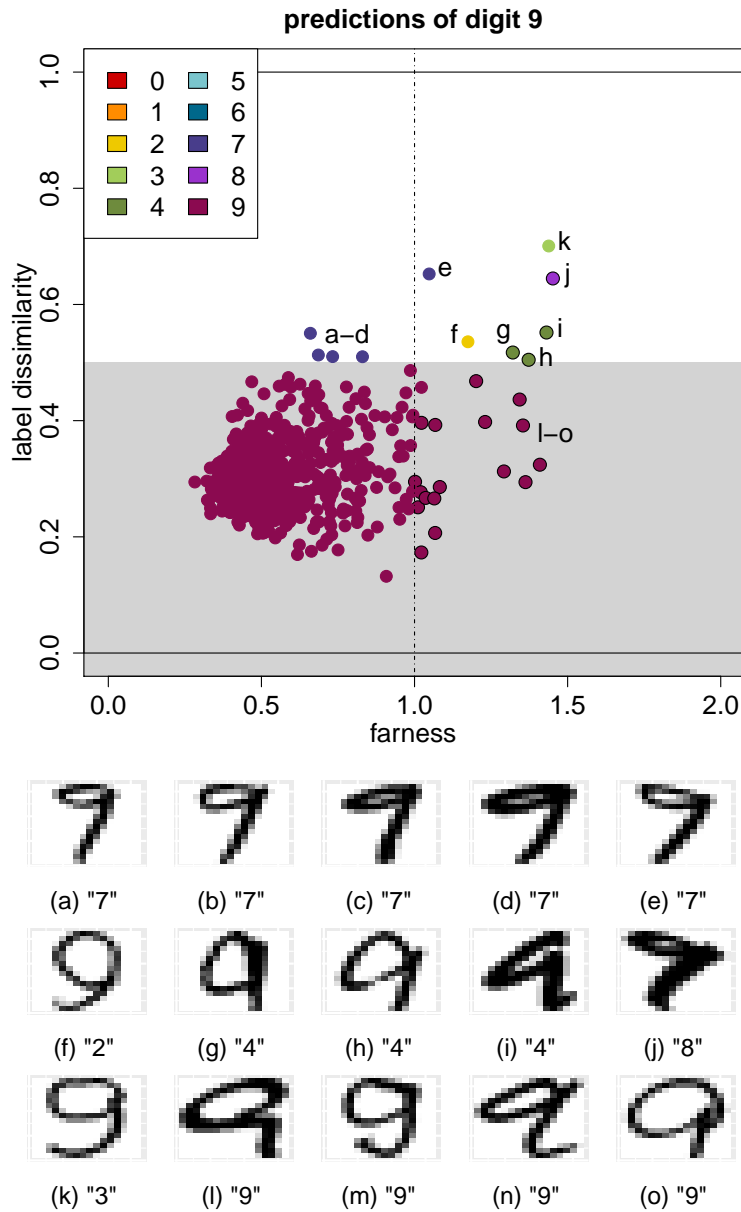 predictions of digit 9
0 5
1 6
2 7
3 8
4 9
label dissimilarity
1.0
0.8
0.6
0.4
0.2
0.0
k
e
j
a−d
f
g
i
h
l−o
0.0 0.5 1.0 1.5 2.0
farness
(a) "7" (b) "7" (c) "7" (d) "7" (e) "7"
(f) "2" (g) "4" (h) "4" (i) "4" (j) "8"
(k) "3" (l) "9" (m) "9" (n) "9" (o) "9"